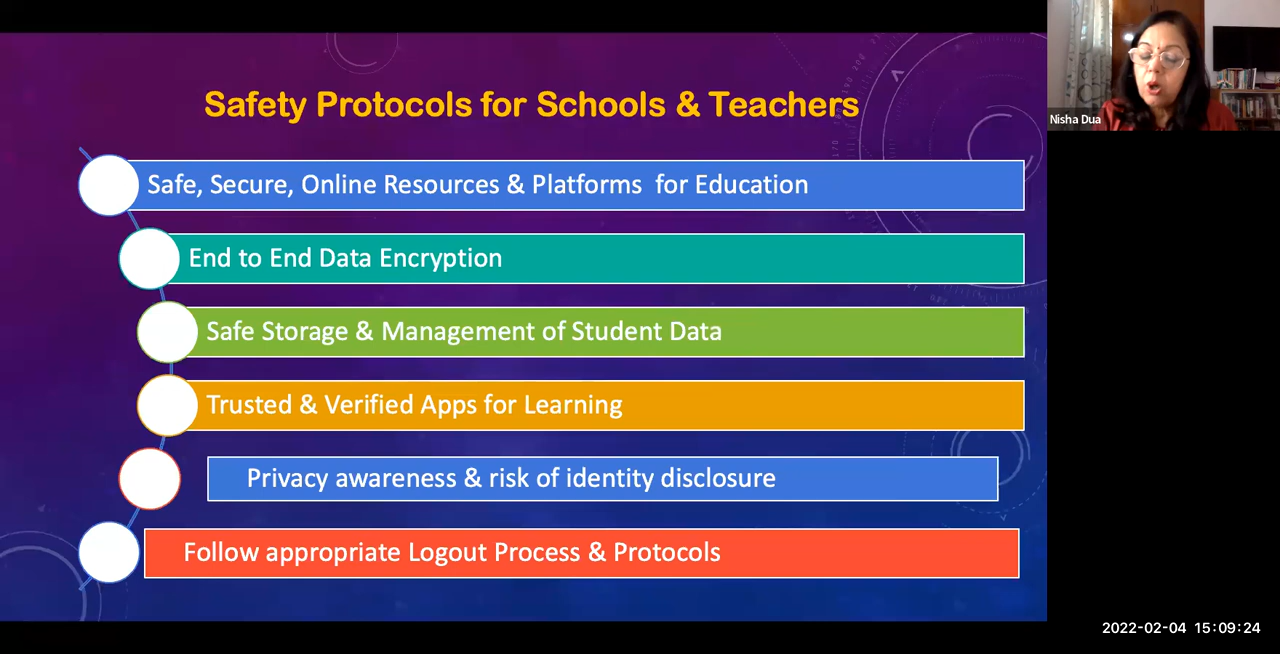 Safety Protocols for Schools & Teachers
Nisha Dua
Safe, Secure, Online Resources & Platforms for Education
End to End Data Encryption
Safe Storage & Management of Student Data
Trusted & Verified Apps for Learning
Privacy awareness & risk of identity disclosure
Follow appropriate Logout Process & Protocols
2022-02-04 15:09:24